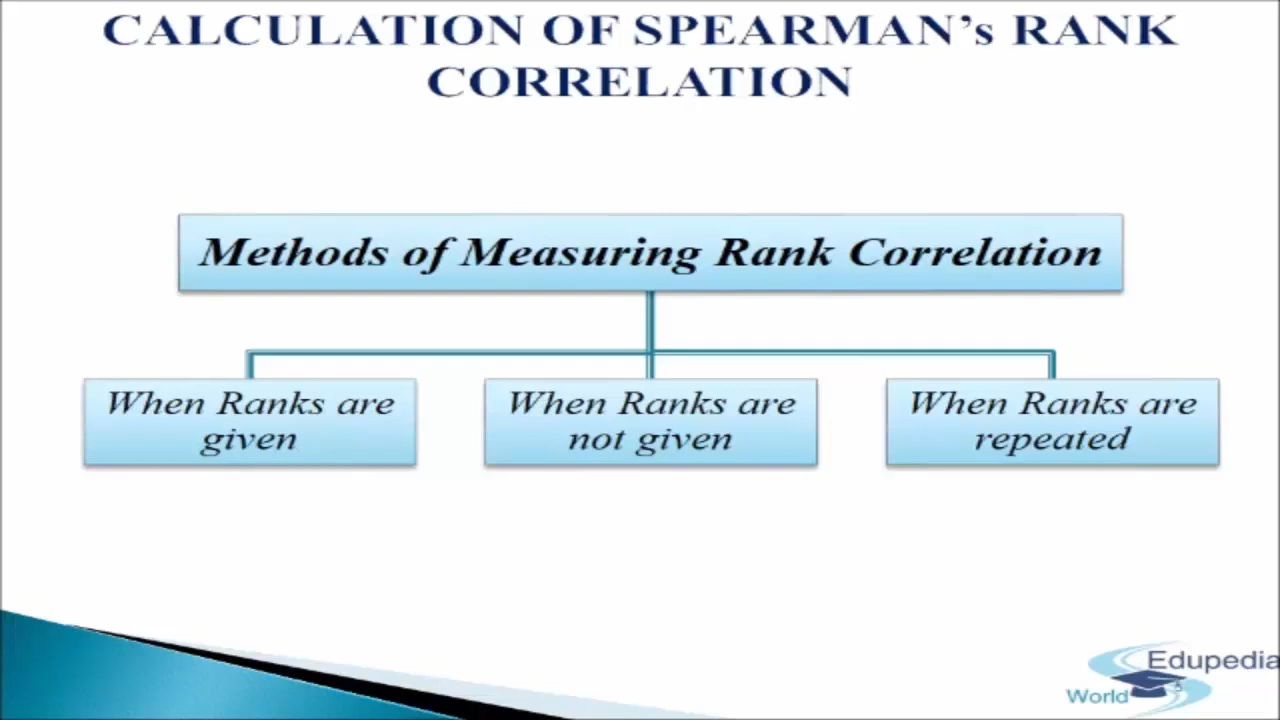 CALCULATION OF SPEARMAN's RANK
CORRELATION
Methods of Measuring Rank Correlation
When Ranks are
given
When Ranks are
not given
When Ranks are
repeated
Edupedia
World